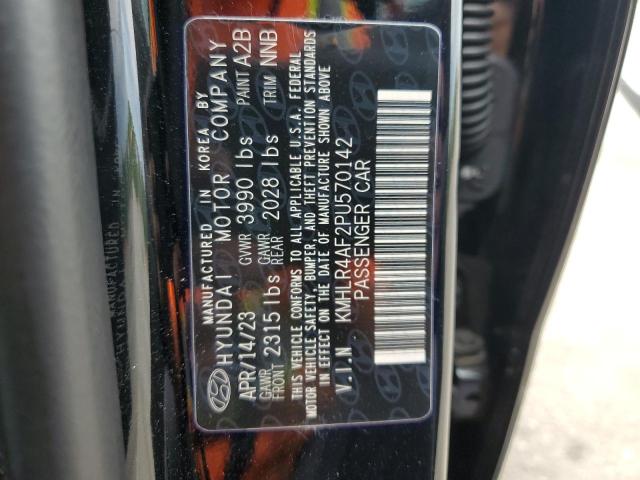 MANUFACTURED IN KOREA BY
HYUNDAI MOTOR COMPANY
APR/14/23 GVWR 3990 lbs PAINT A2B
GAWR FRONT 2315 lbs GAWR REAR 2028 lbs TRIM NNB
THIS VEHICLE CONFORMS TO ALL APPLICABLE U.S.A. FEDERAL
MOTOR VEHICLE SAFETY, BUMPER, AND THEFT PREVENTION STANDARDS
IN EFFECT ON THE DATE OF MANUFACTURE SHOWN ABOVE
V.I.N KMHLR4AF2PU570142
PASSENGER CAR